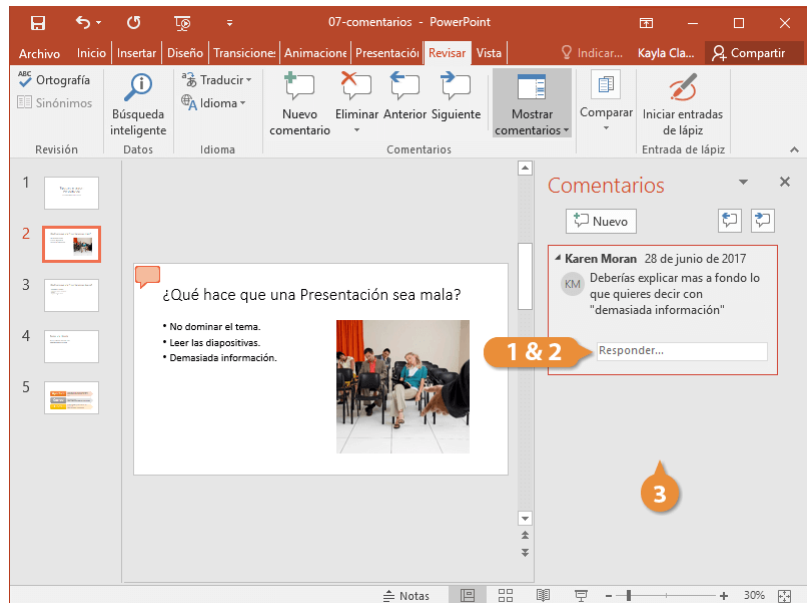 07-comentarios - PowerPoint
Archivo Inicio Insertar Diseño Transicione Animacione Presentación Revisar Vista Indicar... Kayla Cla... Compartir
ABC Ortografía
Sinónimos
Revisión
Búsqueda
inteligente
Datos
Traducir
Idioma
Idioma
Nuevo
comentario
Eliminar Anterior Siguiente
Comentarios
Mostrar
comentarios
Comparar
Iniciar entradas
de lápiz
Entrada de lápiz
1
2
3
4
5
¿Qué hace que una Presentación sea mala?
• No dominar el tema.
• Leer las diapositivas.
• Demasiada información.
Comentarios
Nuevo
Karen Moran 28 de junio de 2017
KM
Deberías explicar mas a fondo lo
que quieres decir con
"demasiada información"
1 & 2
Responder...
3
Notas
30%